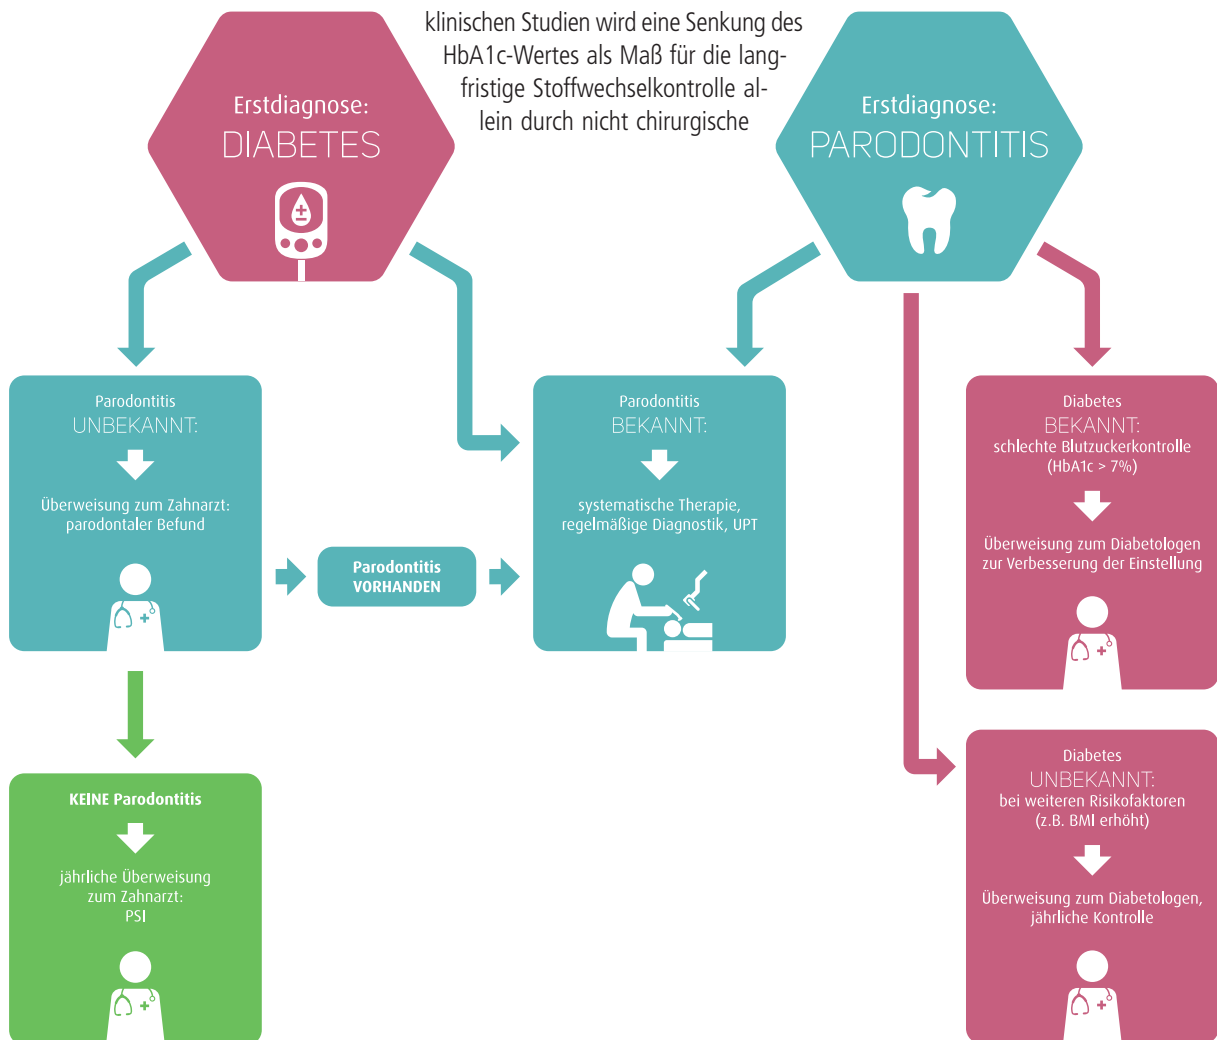 klinischen Studien wird eine Senkung des
HbA1c-Wertes als Maß für die lang-
fristige Stoffwechselkontrolle al-
lein durch nicht chirurgische
Erstdiagnose:
DIABETES
Erstdiagnose:
PARODONTITIS
Parodontitis
UNBEKANNT:
Überweisung zum Zahnarzt:
parodontaler Befund
Parodontitis
VORHANDEN
Parodontitis
BEKANNT:
systematische Therapie,
regelmäßige Diagnostik, UPT
Diabetes
BEKANNT:
schlechte Blutzuckerkontrolle
(HbA1c > 7%)
Überweisung zum Diabetologen
zur Verbesserung der Einstellung
KEINE Parodontitis
jährliche Überweisung
zum Zahnarzt:
PSI
Diabetes
UNBEKANNT:
bei weiteren Risikofaktoren
(z.B. BMI erhöht)
Überweisung zum Diabetologen,
jährliche Kontrolle